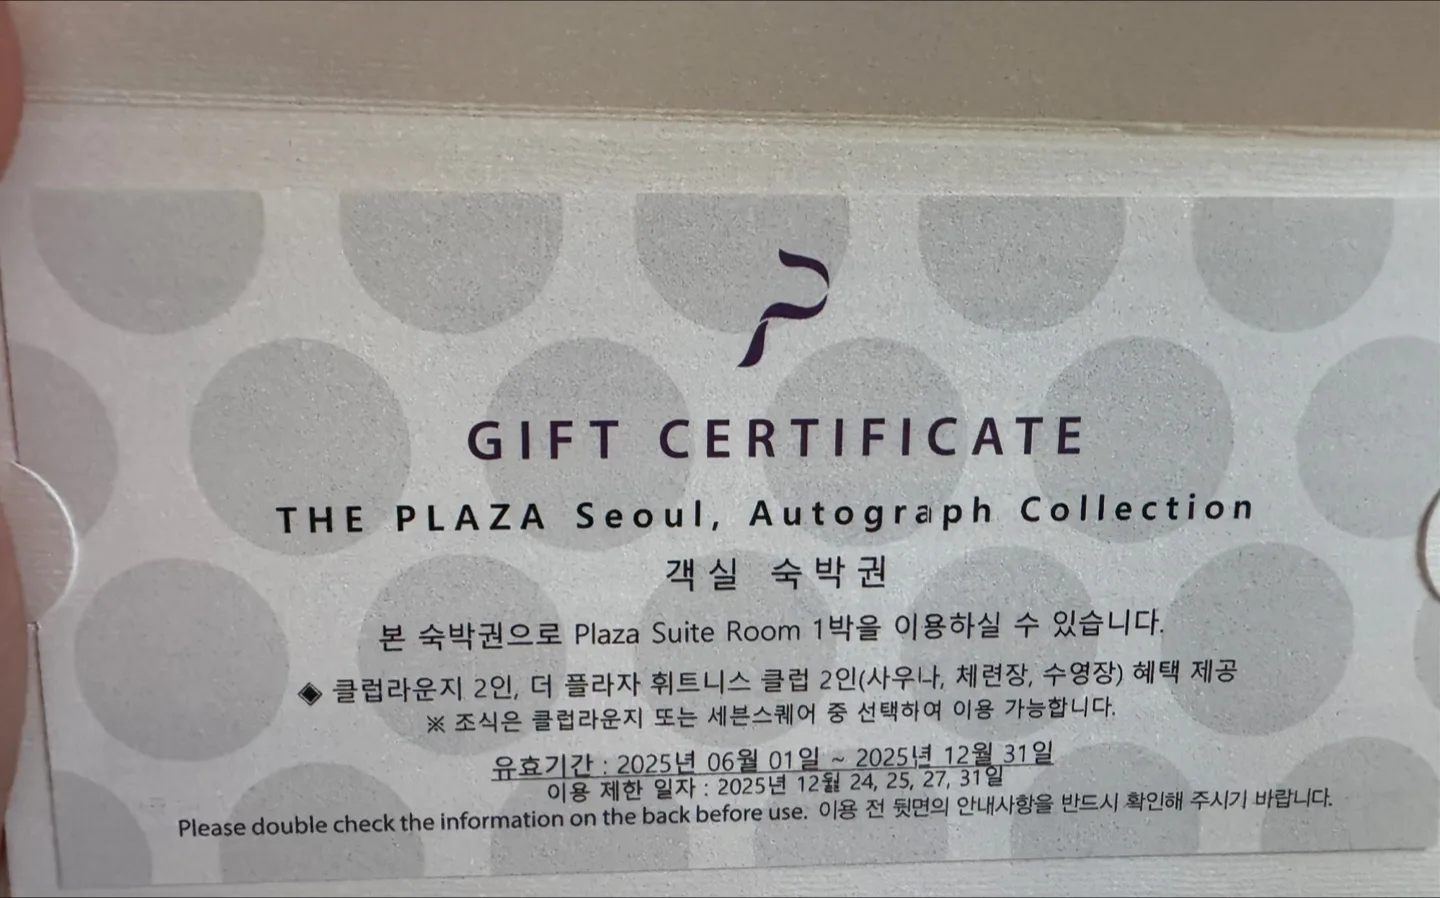 GIFT CERTIFICATE
THE PLAZA Seoul, Autograph Collection
객실 숙박권
본 숙박권으로 Plaza Suite Room 1박을 이용하실 수 있습니다.
◈ 클럽라운지 2인, 더 플라자 휘트니스 클럽 2인(사우나, 체련장, 수영장) 혜택 제공
※ 조식은 클럽라운지 또는 세븐스퀘어 중 선택하여 이용 가능합니다.
유효기간 : 2025년 06월 01일 ~ 2025년 12월 31일
이용 제한 일자 : 2025년 12월 24, 25, 27, 31일
Please double check the information on the back before use. 이용 전 뒷면의 안내사항을 반드시 확인해 주시기 바랍니다.